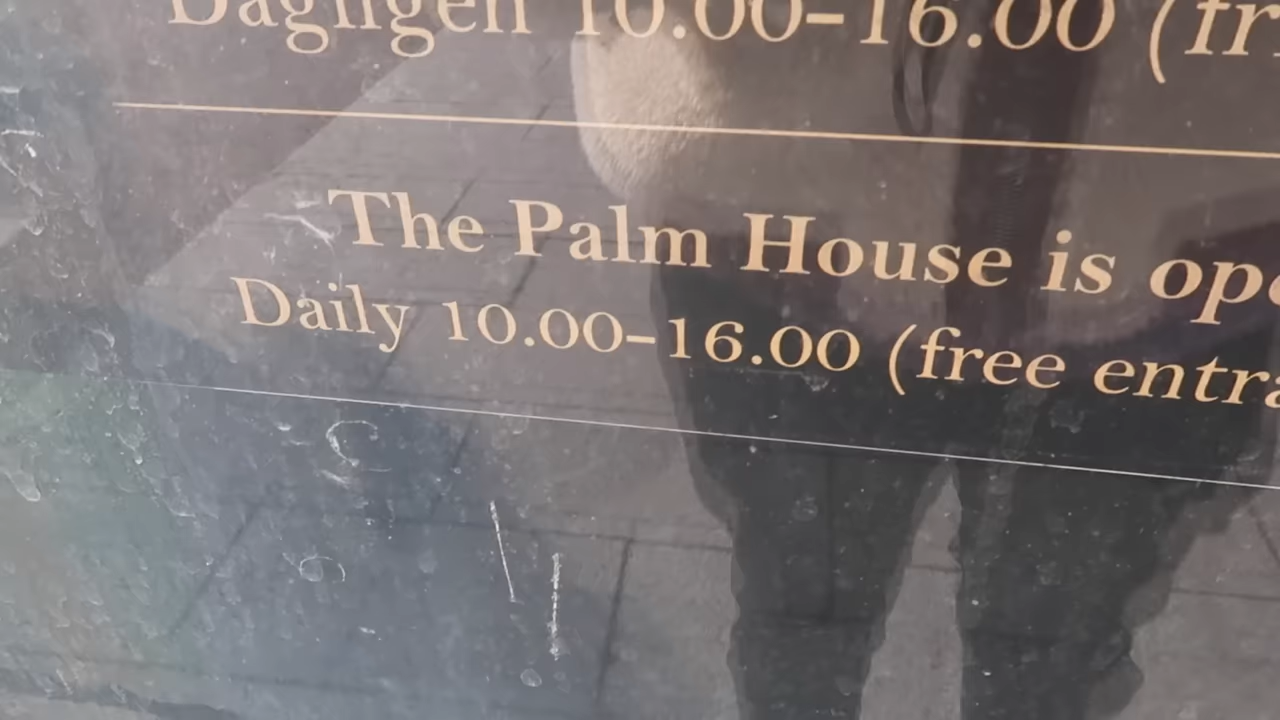 Dagligen 10.00–16.00 (fr
The Palm House is ope
Daily 10.00–16.00 (free entra